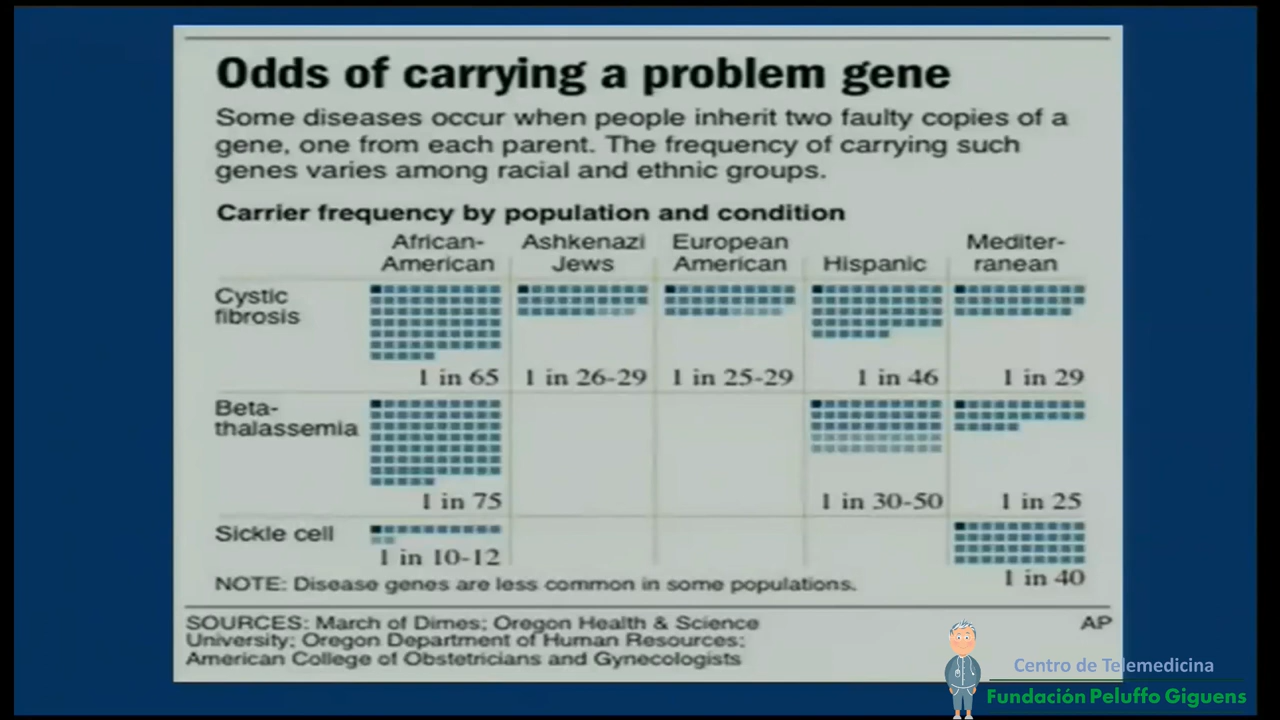 Odds of carrying a problem gene
Some diseases occur when people inherit two faulty copies of a
gene, one from each parent. The frequency of carrying such
genes varies among racial and ethnic groups.
Carrier frequency by population and condition
African-
American
Ashkenazi
Jews
European
American
Hispanic
Mediter-
ranean
Cystic
fibrosis
1 in 65
1 in 26-29
1 in 25-29
1 in 46
1 in 29
Beta-
thalassemia
1 in 75
1 in 30-50
1 in 25
Sickle cell
1 in 10-12
1 in 40
NOTE: Disease genes are less common in some populations.
SOURCES: March of Dimes; Oregon Health & Science
University; Oregon Department of Human Resources;
American College of Obstetricians and Gynecologists
AP
Centro de Telemedicina
Fundación Peluffo Giguens